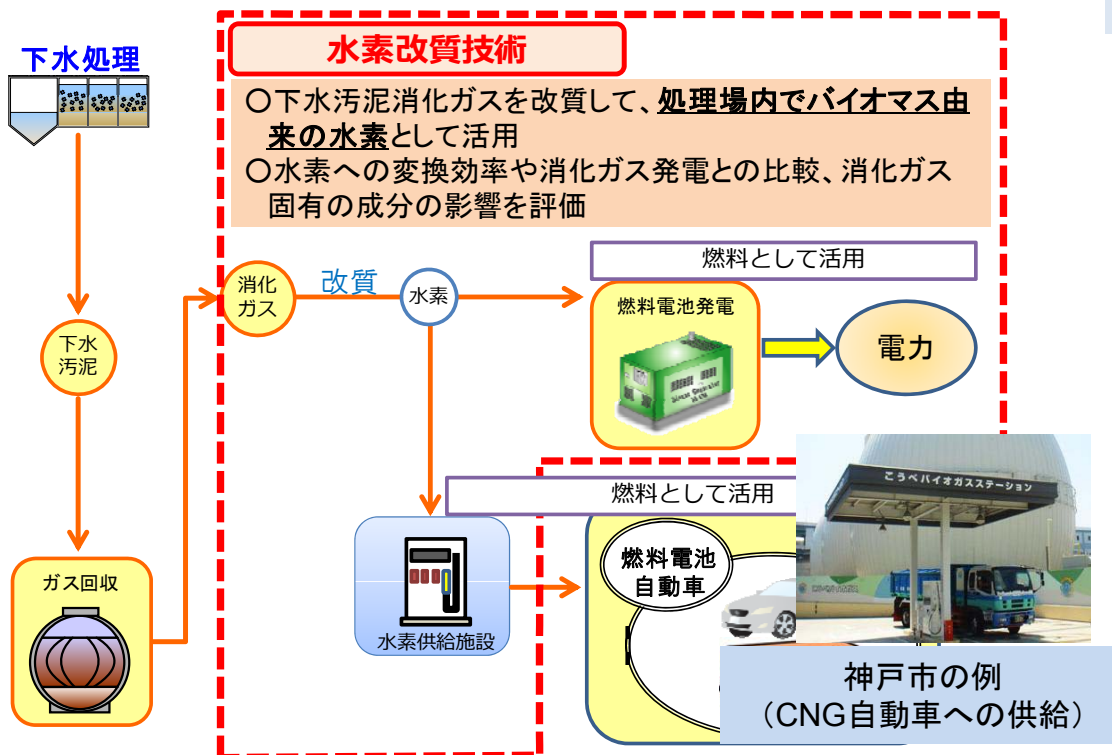 下水処理
水素改質技術
〇下水汚泥消化ガスを改質して、処理場内でバイオマス由
来の水素として活用
〇水素への変換効率や消化ガス発電との比較、消化ガス
固有の成分の影響を評価
燃料として活用
消化
ガス
改質
水素
燃料電池発電
電力
下水
汚泥
燃料として活用
こうべバイオガスステーション
燃料電池
自動車
ガス回収
水素供給施設
神戸市の例
（CNG自動車への供給）